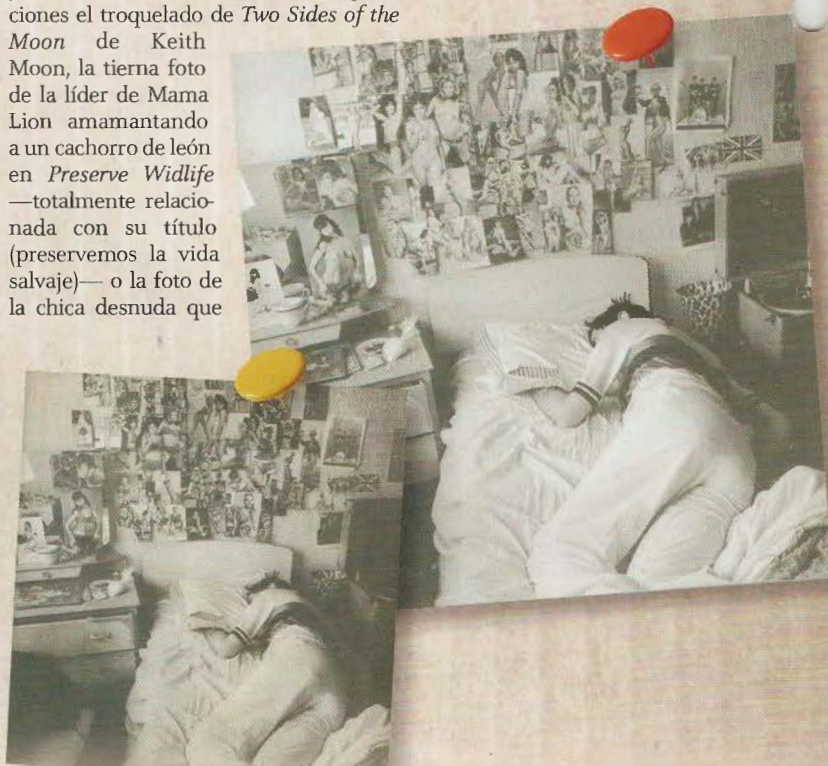 ciones el troquelado de Two Sides of the
Moon de Keith
Moon, la tierna foto
de la líder de Mama
Lion amamantando
a un cachorro de león
en Preserve Widlife
—totalmente relacio-
nada con su título
(preservemos la vida
salvaje)— o la foto de
la chica desnuda que